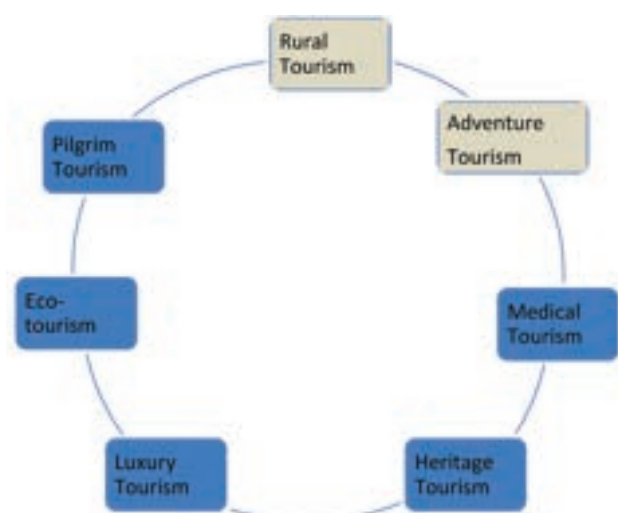 Rural
Tourism
Adventure
Tourism
Medical
Tourism
Heritage
Tourism
Luxury
Tourism
Eco-
tourism
Pilgrim
Tourism